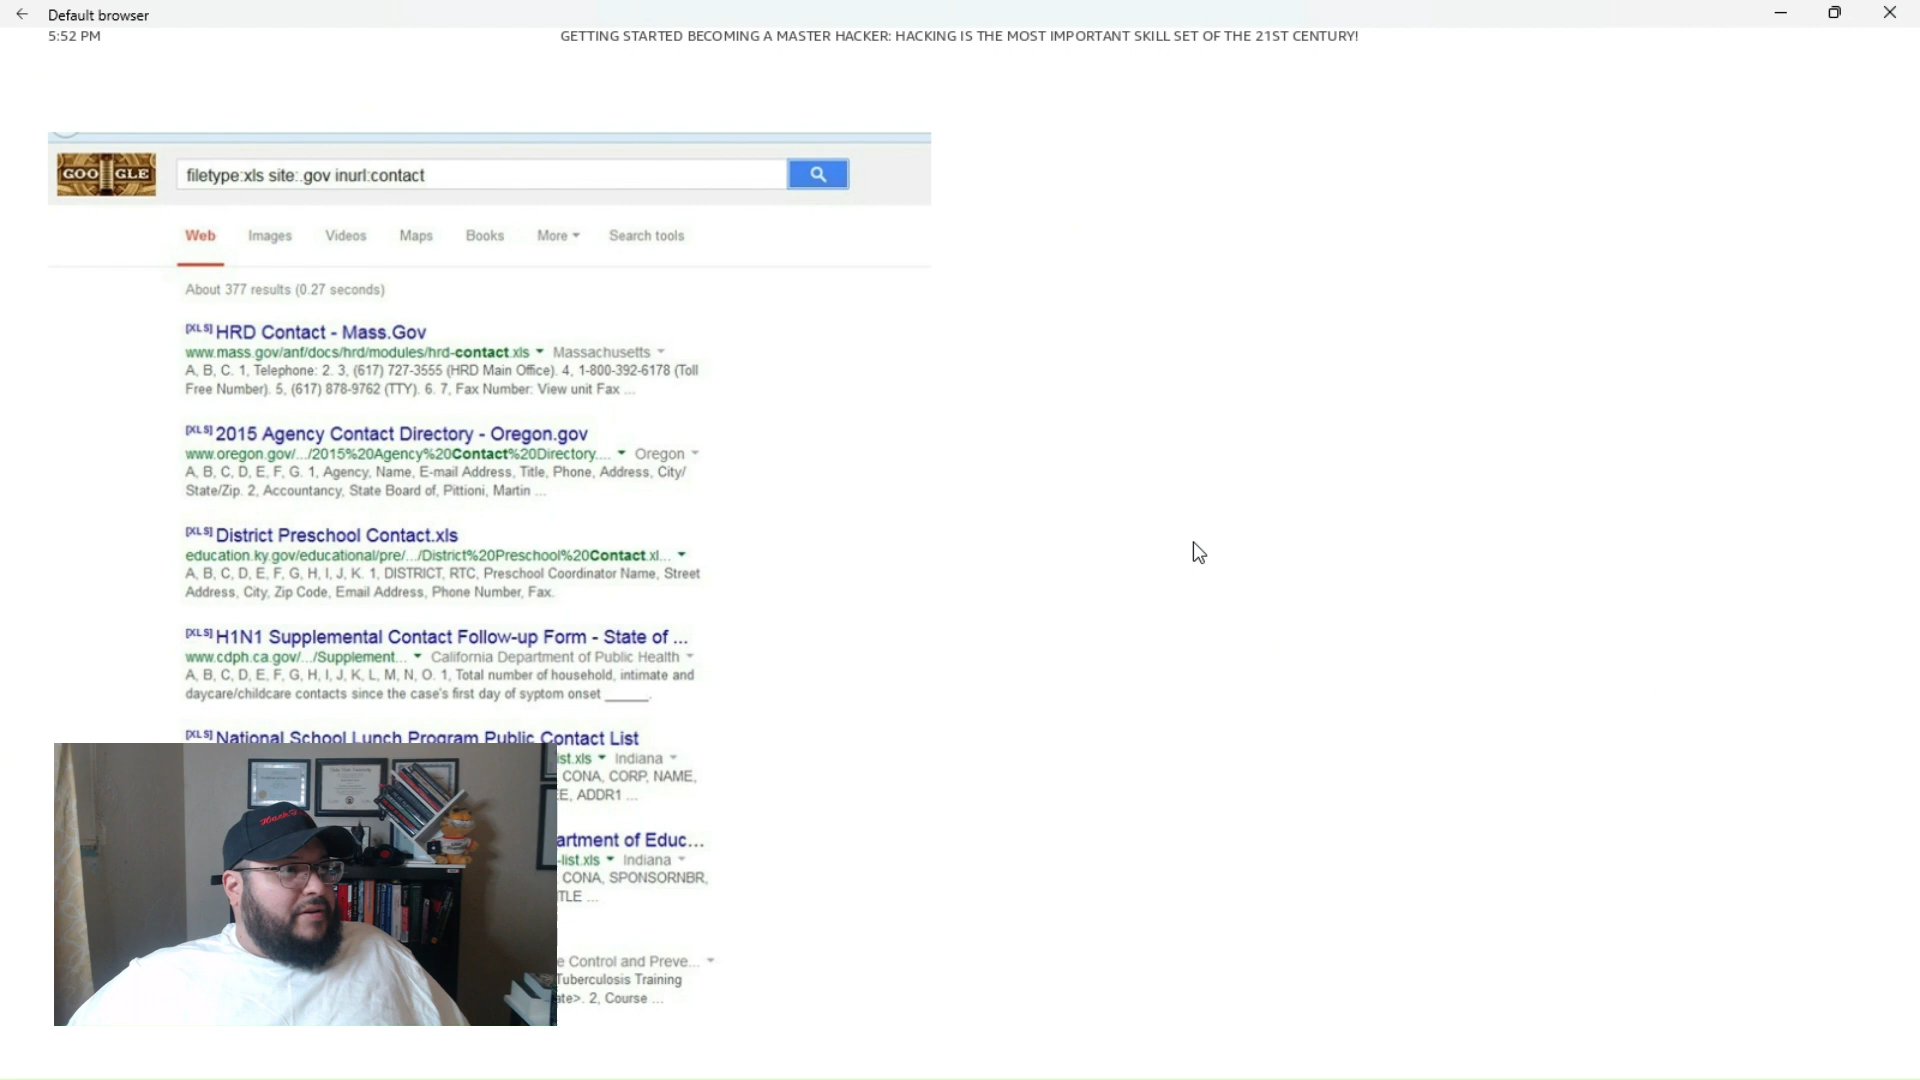 Default browser
5:52 PM
GETTING STARTED BECOMING A MASTER HACKER: HACKING IS THE MOST IMPORTANT SKILL SET OF THE 21ST CENTURY!
GOO GLE
filetype:xls site:.gov inurl:contact
Web Images Videos Maps Books More Search tools
About 377 results (0.27 seconds)
[XLS] HRD Contact - Mass.Gov
www.mass.gov/anf/docs/hrd/modules/hrd-contact.xls Massachusetts
A, B, C. 1, Telephone: 2. 3, (617) 727-3555 (HRD Main Office). 4, 1-800-392-6178 (Toll
Free Number). 5, (617) 878-9762 (TTY). 6. 7, Fax Number: View unit Fax ...
[XLS] 2015 Agency Contact Directory - Oregon.gov
www.oregon.gov/.../2015%20Agency%20Contact%20Directory.... Oregon
A, B, C, D, E, F, G. 1, Agency, Name, E-mail Address, Title, Phone, Address, City/
State/Zip. 2, Accountancy, State Board of, Pittioni, Martin ...
[XLS] District Preschool Contact.xls
education.ky.gov/educational/pre/.../District%20Preschool%20Contact.xl...
A, B, C, D, E, F, G, H, I, J, K. 1, DISTRICT, RTC, Preschool Coordinator Name, Street
Address, City, Zip Code, Email Address, Phone Number, Fax.
[XLS] H1N1 Supplemental Contact Follow-up Form - State of ...
www.cdph.ca.gov/.../Supplement... California Department of Public Health
A, B, C, D, E, F, G, H, I, J, K, L, M, N, O. 1, Total number of household, intimate and
daycare/childcare contacts since the case's first day of syptom onset ______.
[XLS] National School Lunch Program Public Contact List
ist.xls Indiana
CONA, CORP, NAME,
E, ADDR1 ...
artment of Educ...
-list.xls Indiana
CONA, SPONSORNBR,
TLE ...
e Control and Preve...
Tuberculosis Training
ate>. 2, Course ...